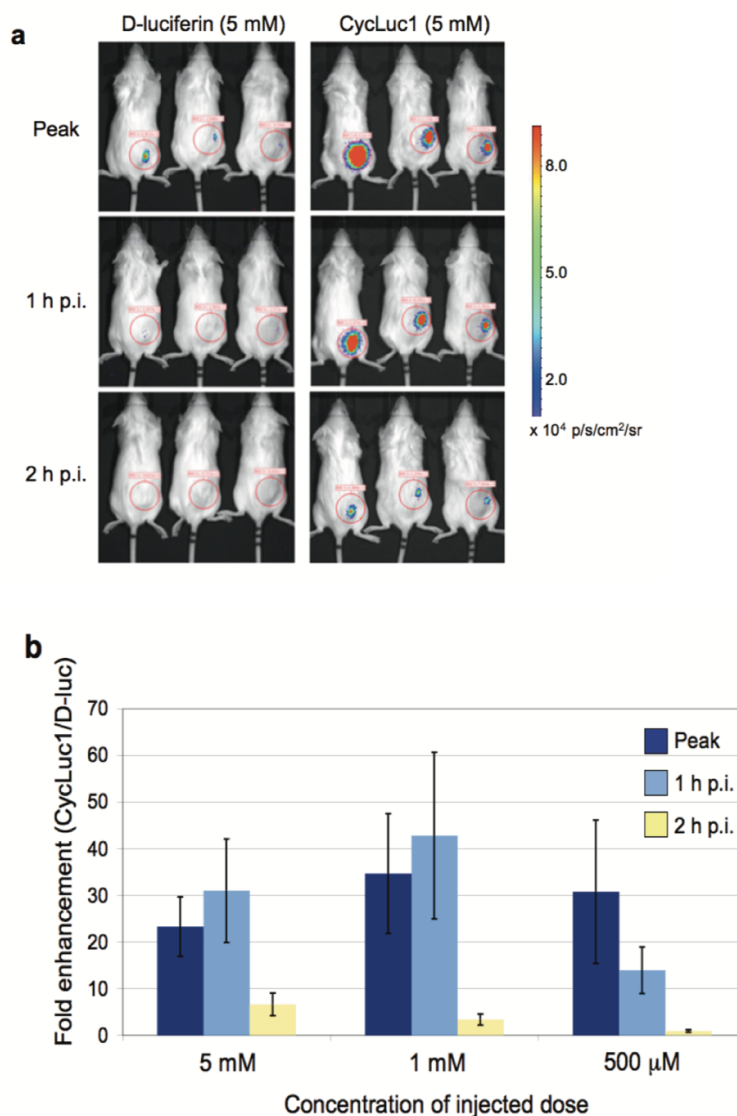 a
D-luciferin (5 mM)
CycLuc1 (5 mM)
Peak
1 h p.i.
2 h p.i.
8.0
5.0
2.0
x 10⁴ p/s/cm²/sr
b
Fold enhancement (CycLuc1/D-luc)
70
60
50
40
30
20
10
0
Peak
1 h p.i.
2 h p.i.
5 mM
1 mM
500 μM
Concentration of injected dose